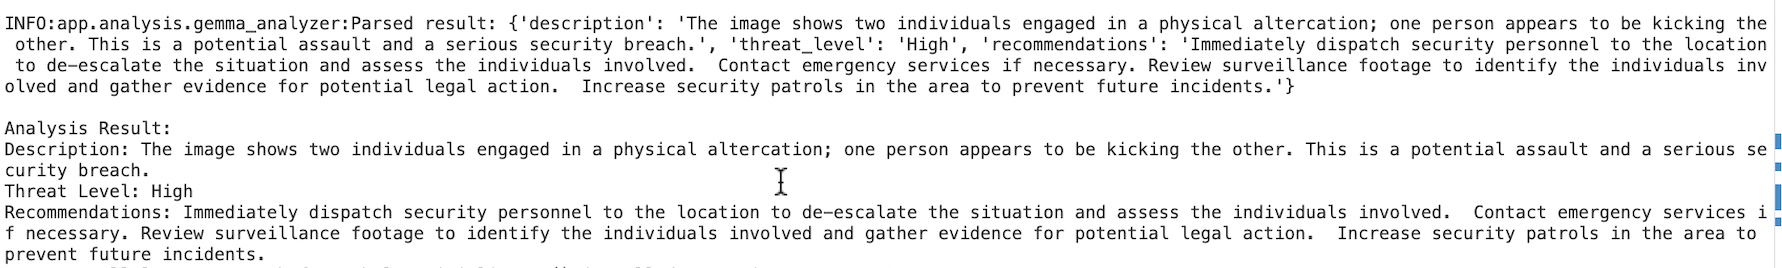 INFO:app.analysis.gemma_analyzer:Parsed result: {'description': 'The image shows two individuals engaged in a physical altercation; one person appears to be kicking the
other. This is a potential assault and a serious security breach.', 'threat_level': 'High', 'recommendations': 'Immediately dispatch security personnel to the location
to de-escalate the situation and assess the individuals involved.  Contact emergency services if necessary. Review surveillance footage to identify the individuals inv
olved and gather evidence for potential legal action.  Increase security patrols in the area to prevent future incidents.'}
Analysis Result:
Description: The image shows two individuals engaged in a physical altercation; one person appears to be kicking the other. This is a potential assault and a serious se
curity breach.
Threat Level: High
Recommendations: Immediately dispatch security personnel to the location to de-escalate the situation and assess the individuals involved.  Contact emergency services i
f necessary. Review surveillance footage to identify the individuals involved and gather evidence for potential legal action.  Increase security patrols in the area to
prevent future incidents.